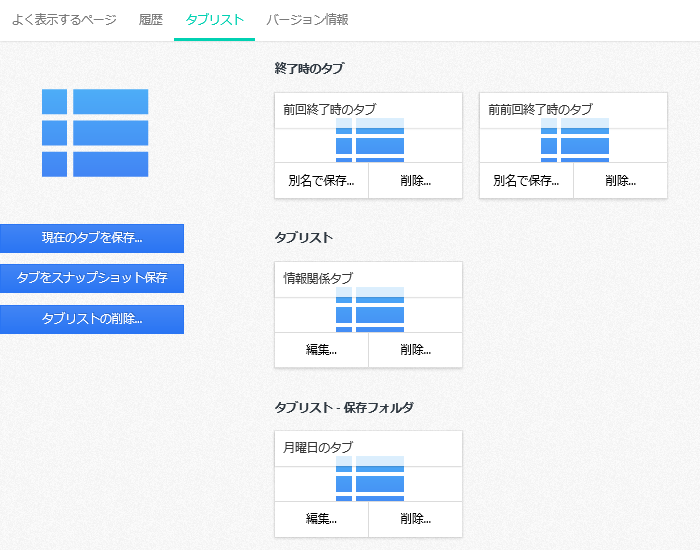 よく表示するページ 履歴 タブリスト バージョン情報
終了時のタブ
前回終了時のタブ 前前回終了時のタブ
別名で保存... 削除... 別名で保存... 削除...
現在のタブを保存...
タブをスナップショット保存
タブリストの削除...
タブリスト
情報関係タブ
編集... 削除...
タブリスト - 保存フォルダ
月曜日のタブ
編集... 削除...